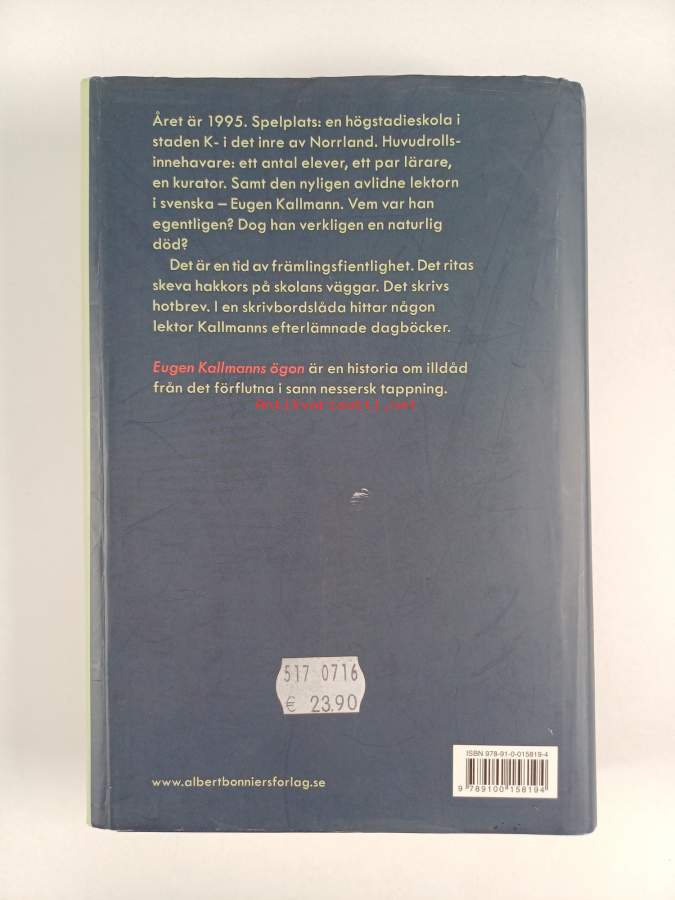 Året är 1995. Spelplats: en högstadieskola i
staden K- i det inre av Norrland. Huvudrolls-
innehavare: ett antal elever, ett par lärare,
en kurator. Samt den nyligen avlidne lektorn
i svenska – Eugen Kallmann. Vem var han
egentligen? Dog han verkligen en naturlig
död?
Det är en tid av främlingsfientlighet. Det ritas
skeva hakkors på skolans väggar. Det skrivs
hotbrev. I en skrivbordslåda hittar någon
lektor Kallmanns efterlämnade dagböcker.
Eugen Kallmanns ögon är en historia om illdåd
från det förflutna i sann nessersk tappning.
Antikvariaatti.net
517 0716
€ 23.90
ISBN 978-91-0-015819-4
9 789100 158194
www.albertbonniersforlag.se